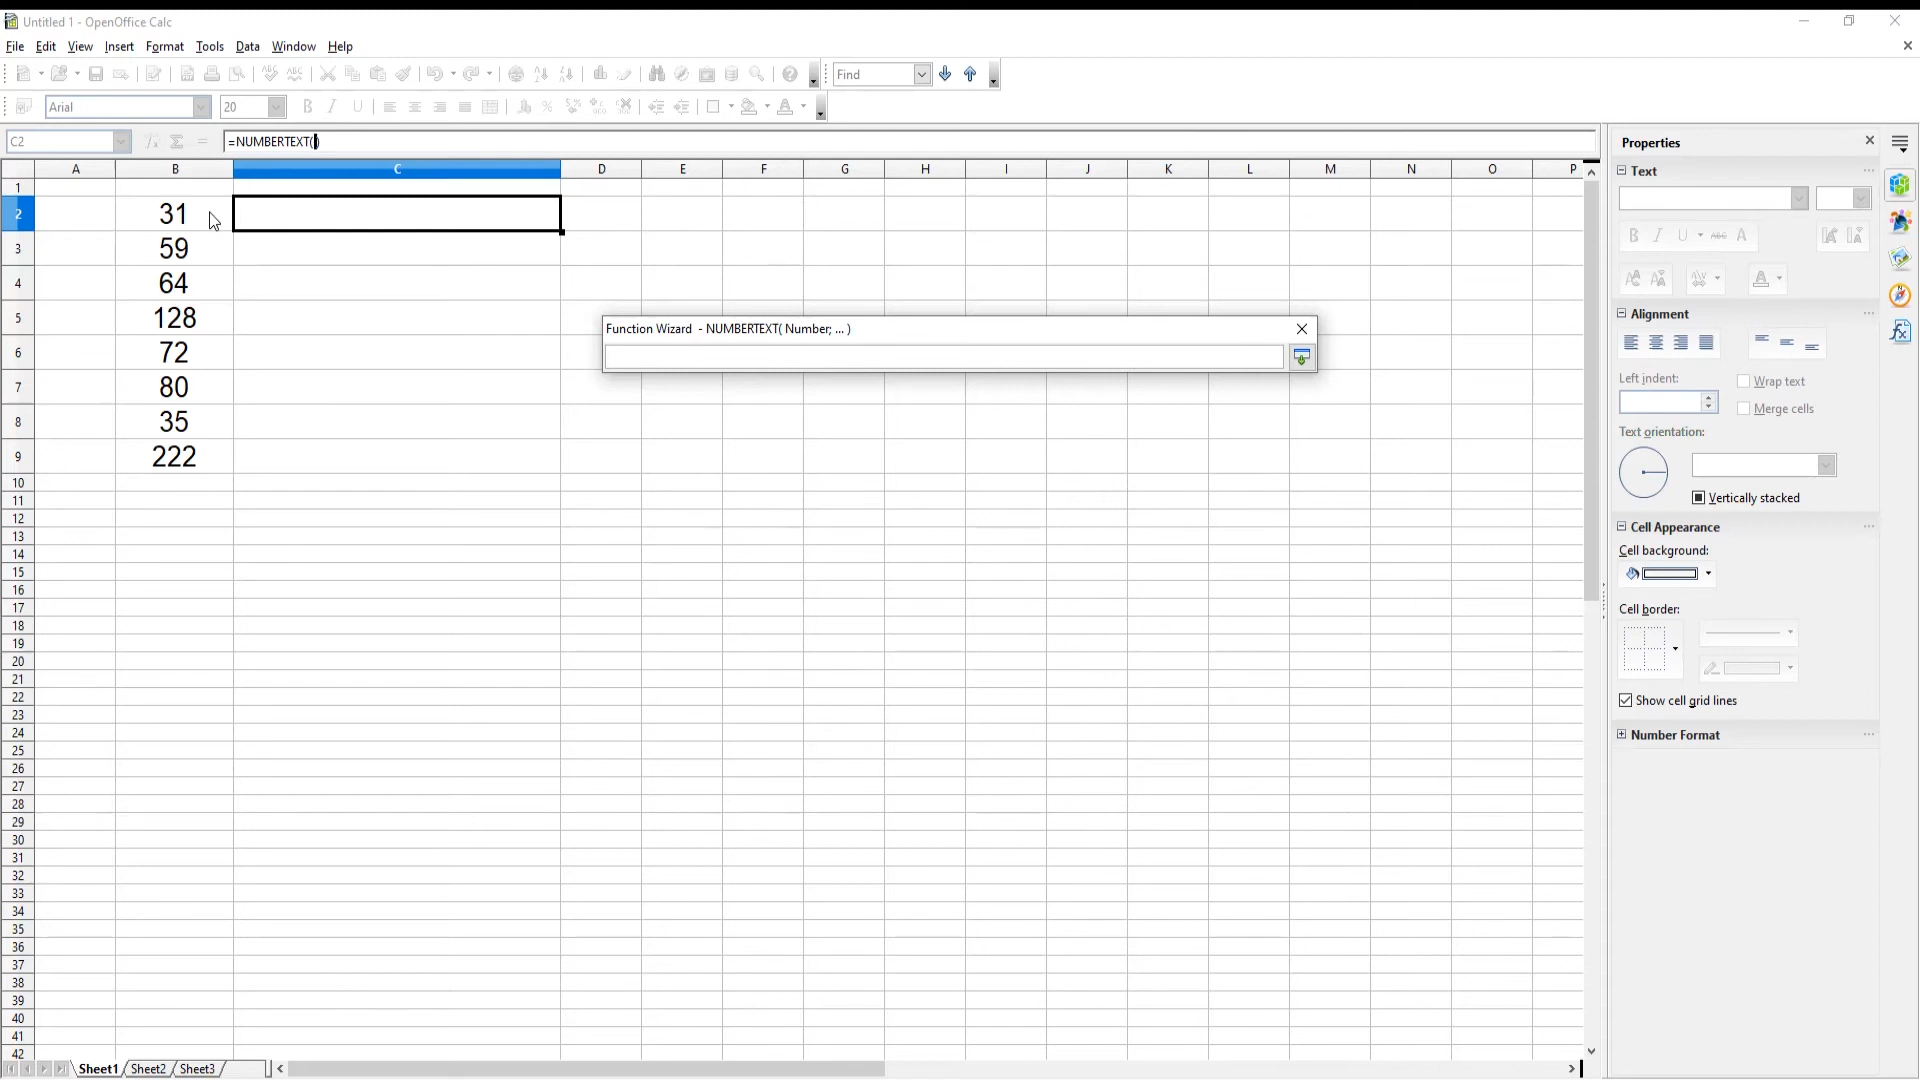 Untitled 1 - OpenOffice Calc
File Edit View Insert Format Tools Data Window Help
Find
Arial 20
C2 =NUMBERTEXT()
A B C D E F G H I J K L M N O P
1
2 31
3 59
4 64
5 128
6 72
7 80
8 35
9 222
10
11
12
13
14
15
16
17
18
19
20
21
22
23
24
25
26
27
28
29
30
31
32
33
34
35
36
37
38
39
40
41
42
Function Wizard - NUMBERTEXT( Number; ... )
Sheet1 Sheet2 Sheet3
Properties
Text
Alignment
Left indent:
Wrap text
Merge cells
Text orientation:
Vertically stacked
Cell Appearance
Cell background:
Cell border:
Show cell grid lines
Number Format